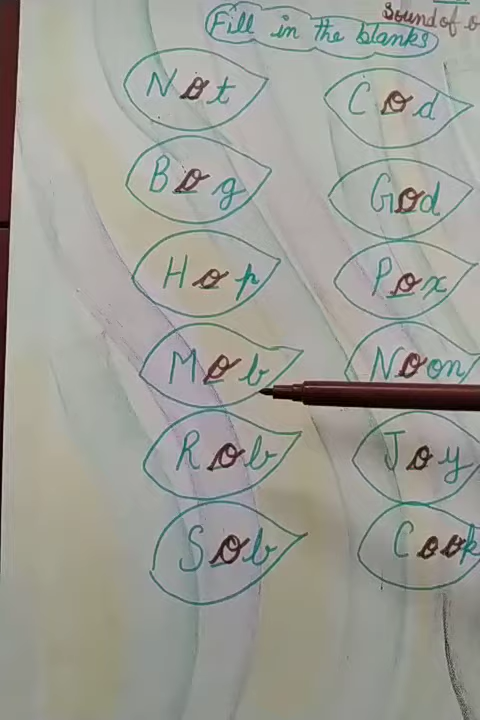 Sound of o
Fill in the blanks
Not Cod
Bog God
Hop Pox
Mob Noon
Rob Joy
Sob Cook